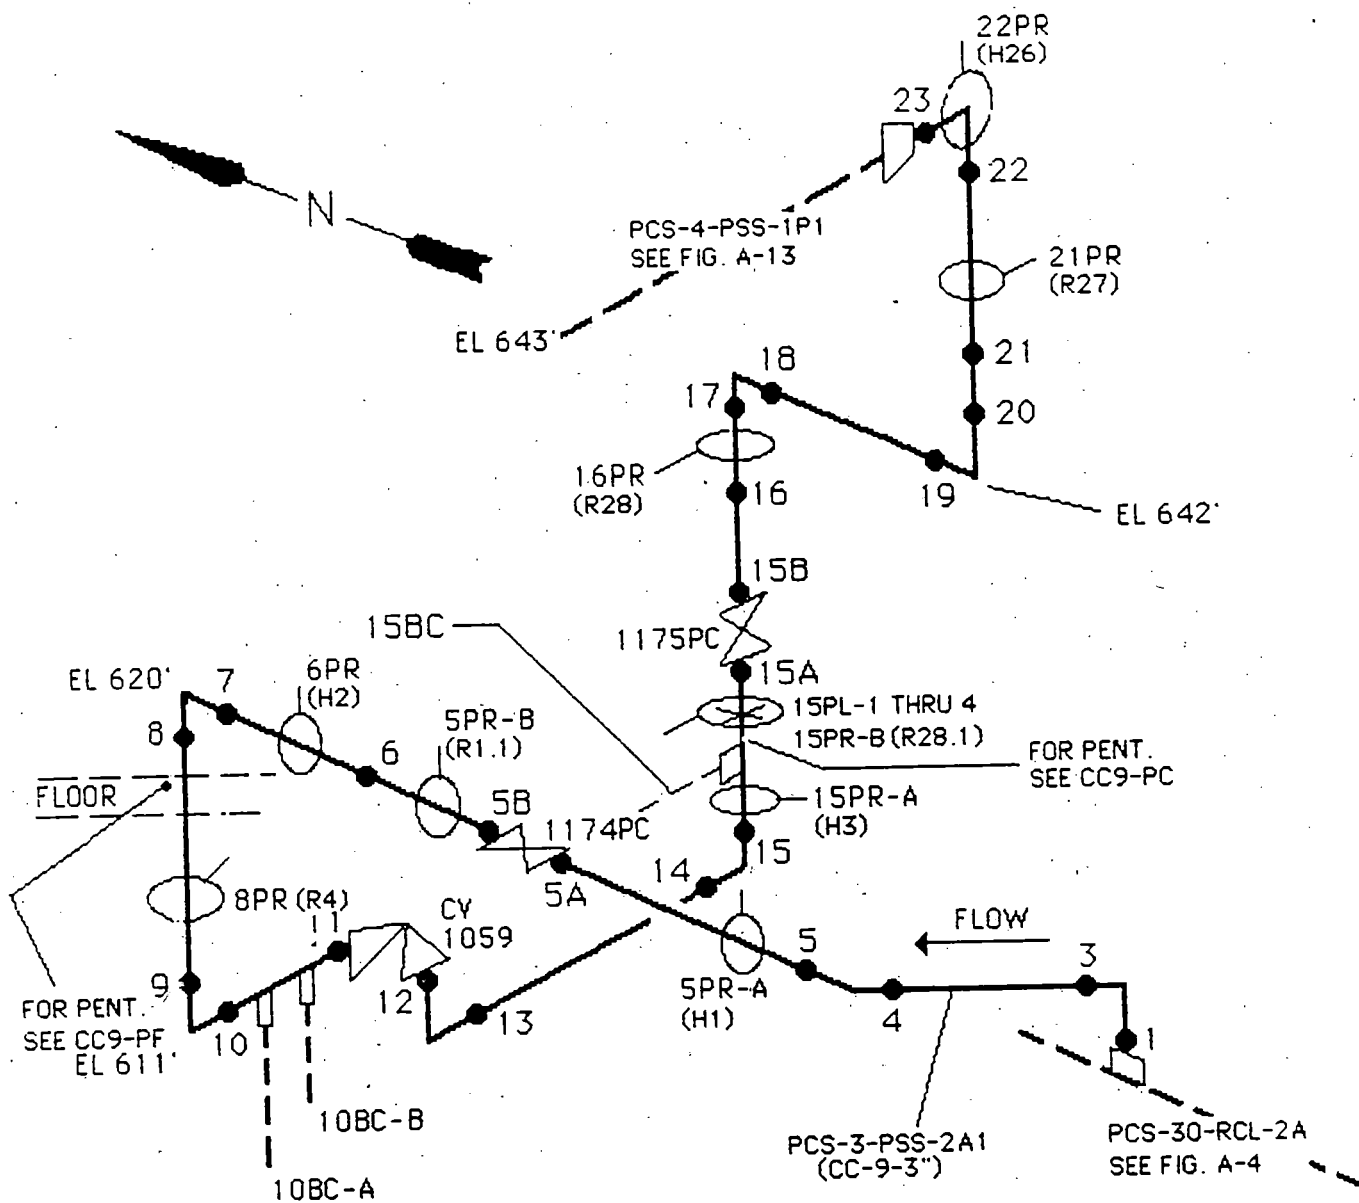 22PR
(H26)
23
22
N
PCS-4-PSS-1P1
SEE FIG. A-13
21PR
(R27)
EL 643'
21
18
17
20
16PR
(R28)
16
19
EL 642'
15B
15BC
1175PC
15A
EL 620'
7
6PR
(H2)
15PL-1 THRU 4
15PR-B (R28.1)
5PR-B
(R1.1)
8
6
FOR PENT.
SEE CC9-PC
FLOOR
5B
1174PC
15PR-A
(H3)
15
14
5A
8PR (R4)
11
CV
1059
FLOW
5
3
9
12
5PR-A
(H1)
4
13
10
1
FOR PENT.
SEE CC9-PF
EL 611'
10BC-B
PCS-3-PSS-2A1
(CC-9-3")
PCS-30-RCL-2A
SEE FIG. A-4
10BC-A